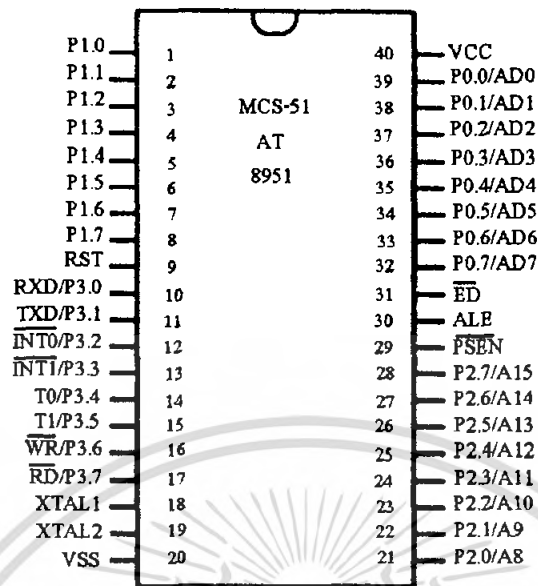 P1.0 1 40 VCC
P1.1 2 39 P0.0/AD0
P1.2 3 MCS-51 38 P0.1/AD1
P1.3 4 AT 37 P0.2/AD2
P1.4 5 8951 36 P0.3/AD3
P1.5 6 35 P0.4/AD4
P1.6 7 34 P0.5/AD5
P1.7 8 33 P0.6/AD6
RST 9 32 P0.7/AD7
RXD/P3.0 10 31 E̅D̅
TXD/P3.1 11 30 ALE
I̅N̅T̅0̅/P3.2 12 29 P̅S̅E̅N̅
I̅N̅T̅1̅/P3.3 13 28 P2.7/A15
T0/P3.4 14 27 P2.6/A14
T1/P3.5 15 26 P2.5/A13
W̅R̅/P3.6 16 25 P2.4/A12
R̅D̅/P3.7 17 24 P2.3/A11
XTAL1 18 23 P2.2/A10
XTAL2 19 22 P2.1/A9
VSS 20 21 P2.0/A8